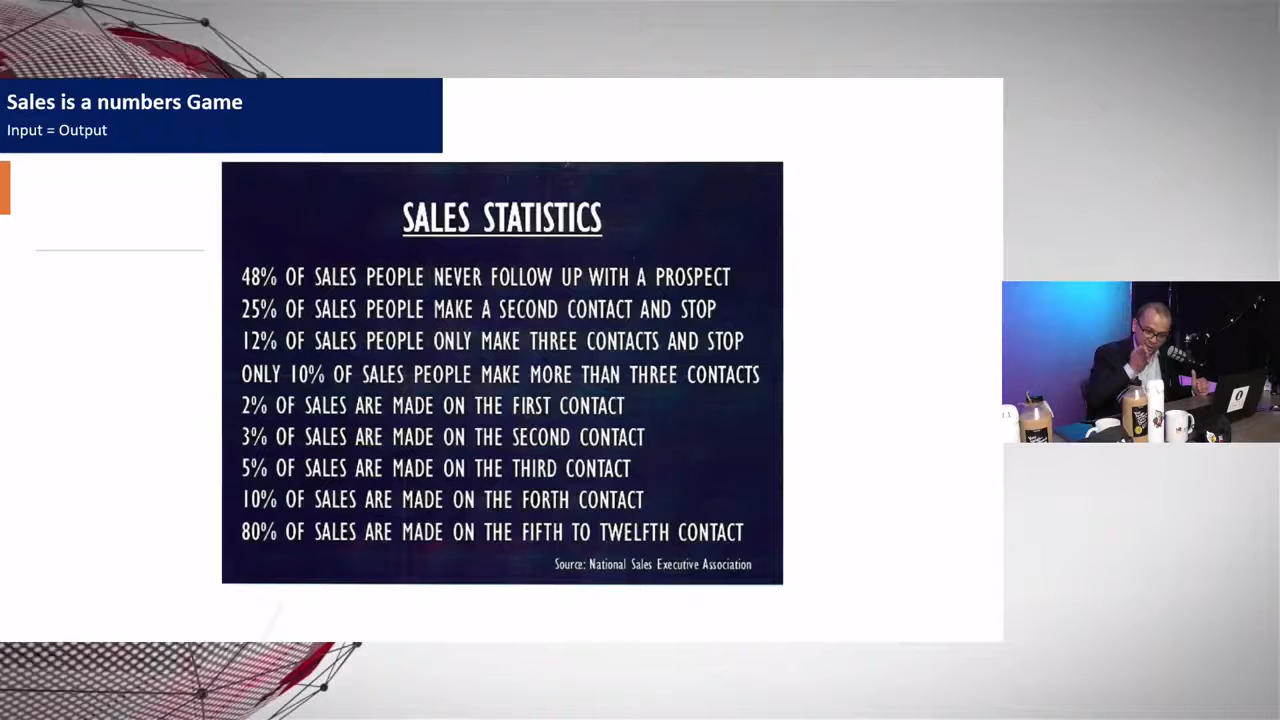 Sales is a numbers Game
Input = Output
SALES STATISTICS
48% OF SALES PEOPLE NEVER FOLLOW UP WITH A PROSPECT
25% OF SALES PEOPLE MAKE A SECOND CONTACT AND STOP
12% OF SALES PEOPLE ONLY MAKE THREE CONTACTS AND STOP
ONLY 10% OF SALES PEOPLE MAKE MORE THAN THREE CONTACTS
2% OF SALES ARE MADE ON THE FIRST CONTACT
3% OF SALES ARE MADE ON THE SECOND CONTACT
5% OF SALES ARE MADE ON THE THIRD CONTACT
10% OF SALES ARE MADE ON THE FORTH CONTACT
80% OF SALES ARE MADE ON THE FIFTH TO TWELFTH CONTACT
Source: National Sales Executive Association